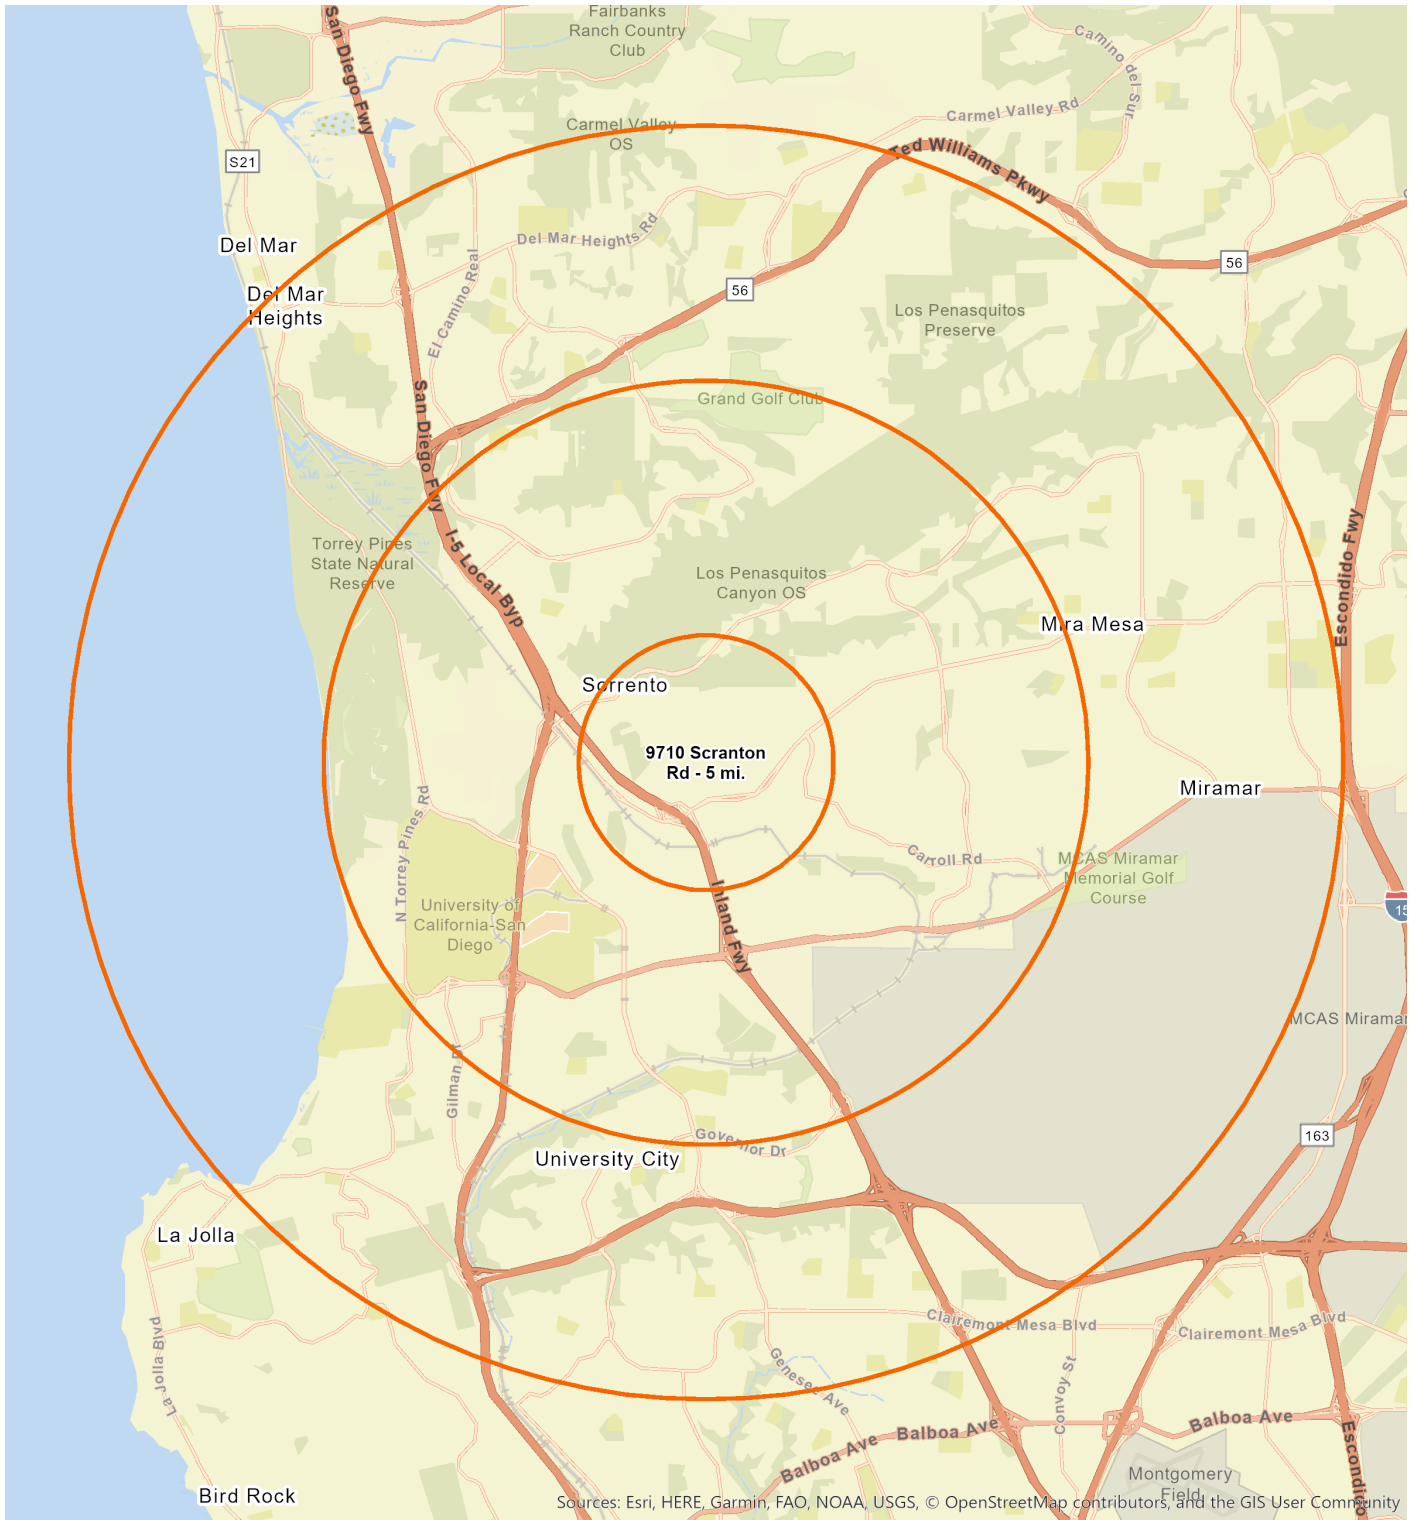 San Diego Fwy
Fairbanks
Ranch Country
Club
Camino del Sur
Carmel Valley Rd
Carmel Valley
OS
S21
Ted Williams Pkwy
Del Mar
Del Mar Heights Rd
56
56
Del Mar
Heights
El Camino Real
Los Penasquitos
Preserve
San Diego Fwy
Grand Golf Club
I-5 Local Byp
Escondido Fwy
Torrey Pines
State Natural
Reserve
Los Penasquitos
Canyon OS
Mira Mesa
Sorrento
9710 Scranton
Rd - 5 mi.
Miramar
N Torrey Pines Rd
Carroll Rd
MCAS Miramar
Memorial Golf
Course
University of
California-San
Diego
Inland Fwy
15
MCAS Miramar
Gilman Dr
Governor Dr
163
University City
La Jolla
Clairemont Mesa Blvd
Clairemont Mesa Blvd
La Jolla Blvd
Genesee Ave
Convoy St
Balboa Ave
Balboa Ave
Balboa Ave
Escondido
Montgomery
Field
Bird Rock
Sources: Esri, HERE, Garmin, FAO, NOAA, USGS, © OpenStreetMap contributors, and the GIS User Community